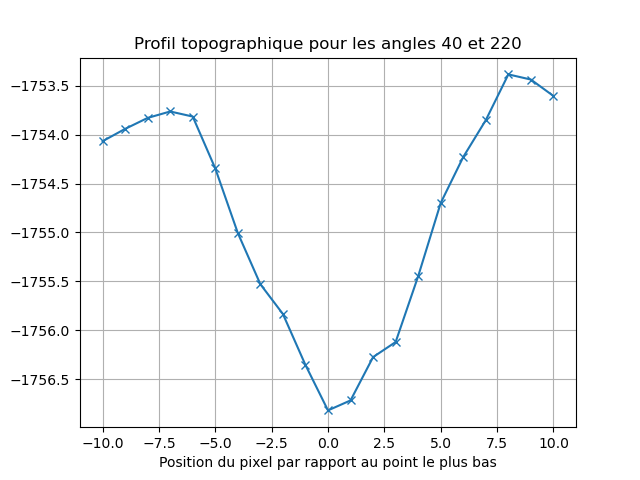 Profil topographique pour les angles 40 et 220
−1753.5
−1754.0
−1754.5
−1755.0
−1755.5
−1756.0
−1756.5
−10.0 −7.5 −5.0 −2.5 0.0 2.5 5.0 7.5 10.0
Position du pixel par rapport au point le plus bas